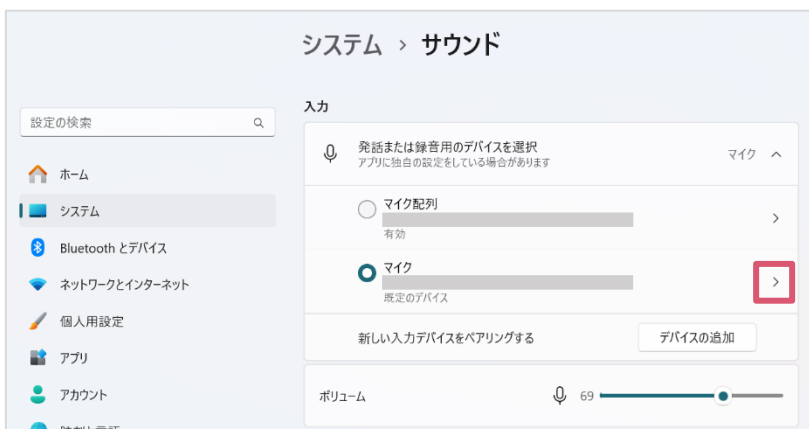 システム › サウンド
設定の検索
ホーム
システム
Bluetooth とデバイス
ネットワークとインターネット
個人用設定
アプリ
アカウント
入力
発話または録音用のデバイスを選択
アプリに独自の設定をしている場合があります
マイク
マイク配列
有効
マイク
既定のデバイス
新しい入力デバイスをペアリングする
デバイスの追加
ボリューム
69